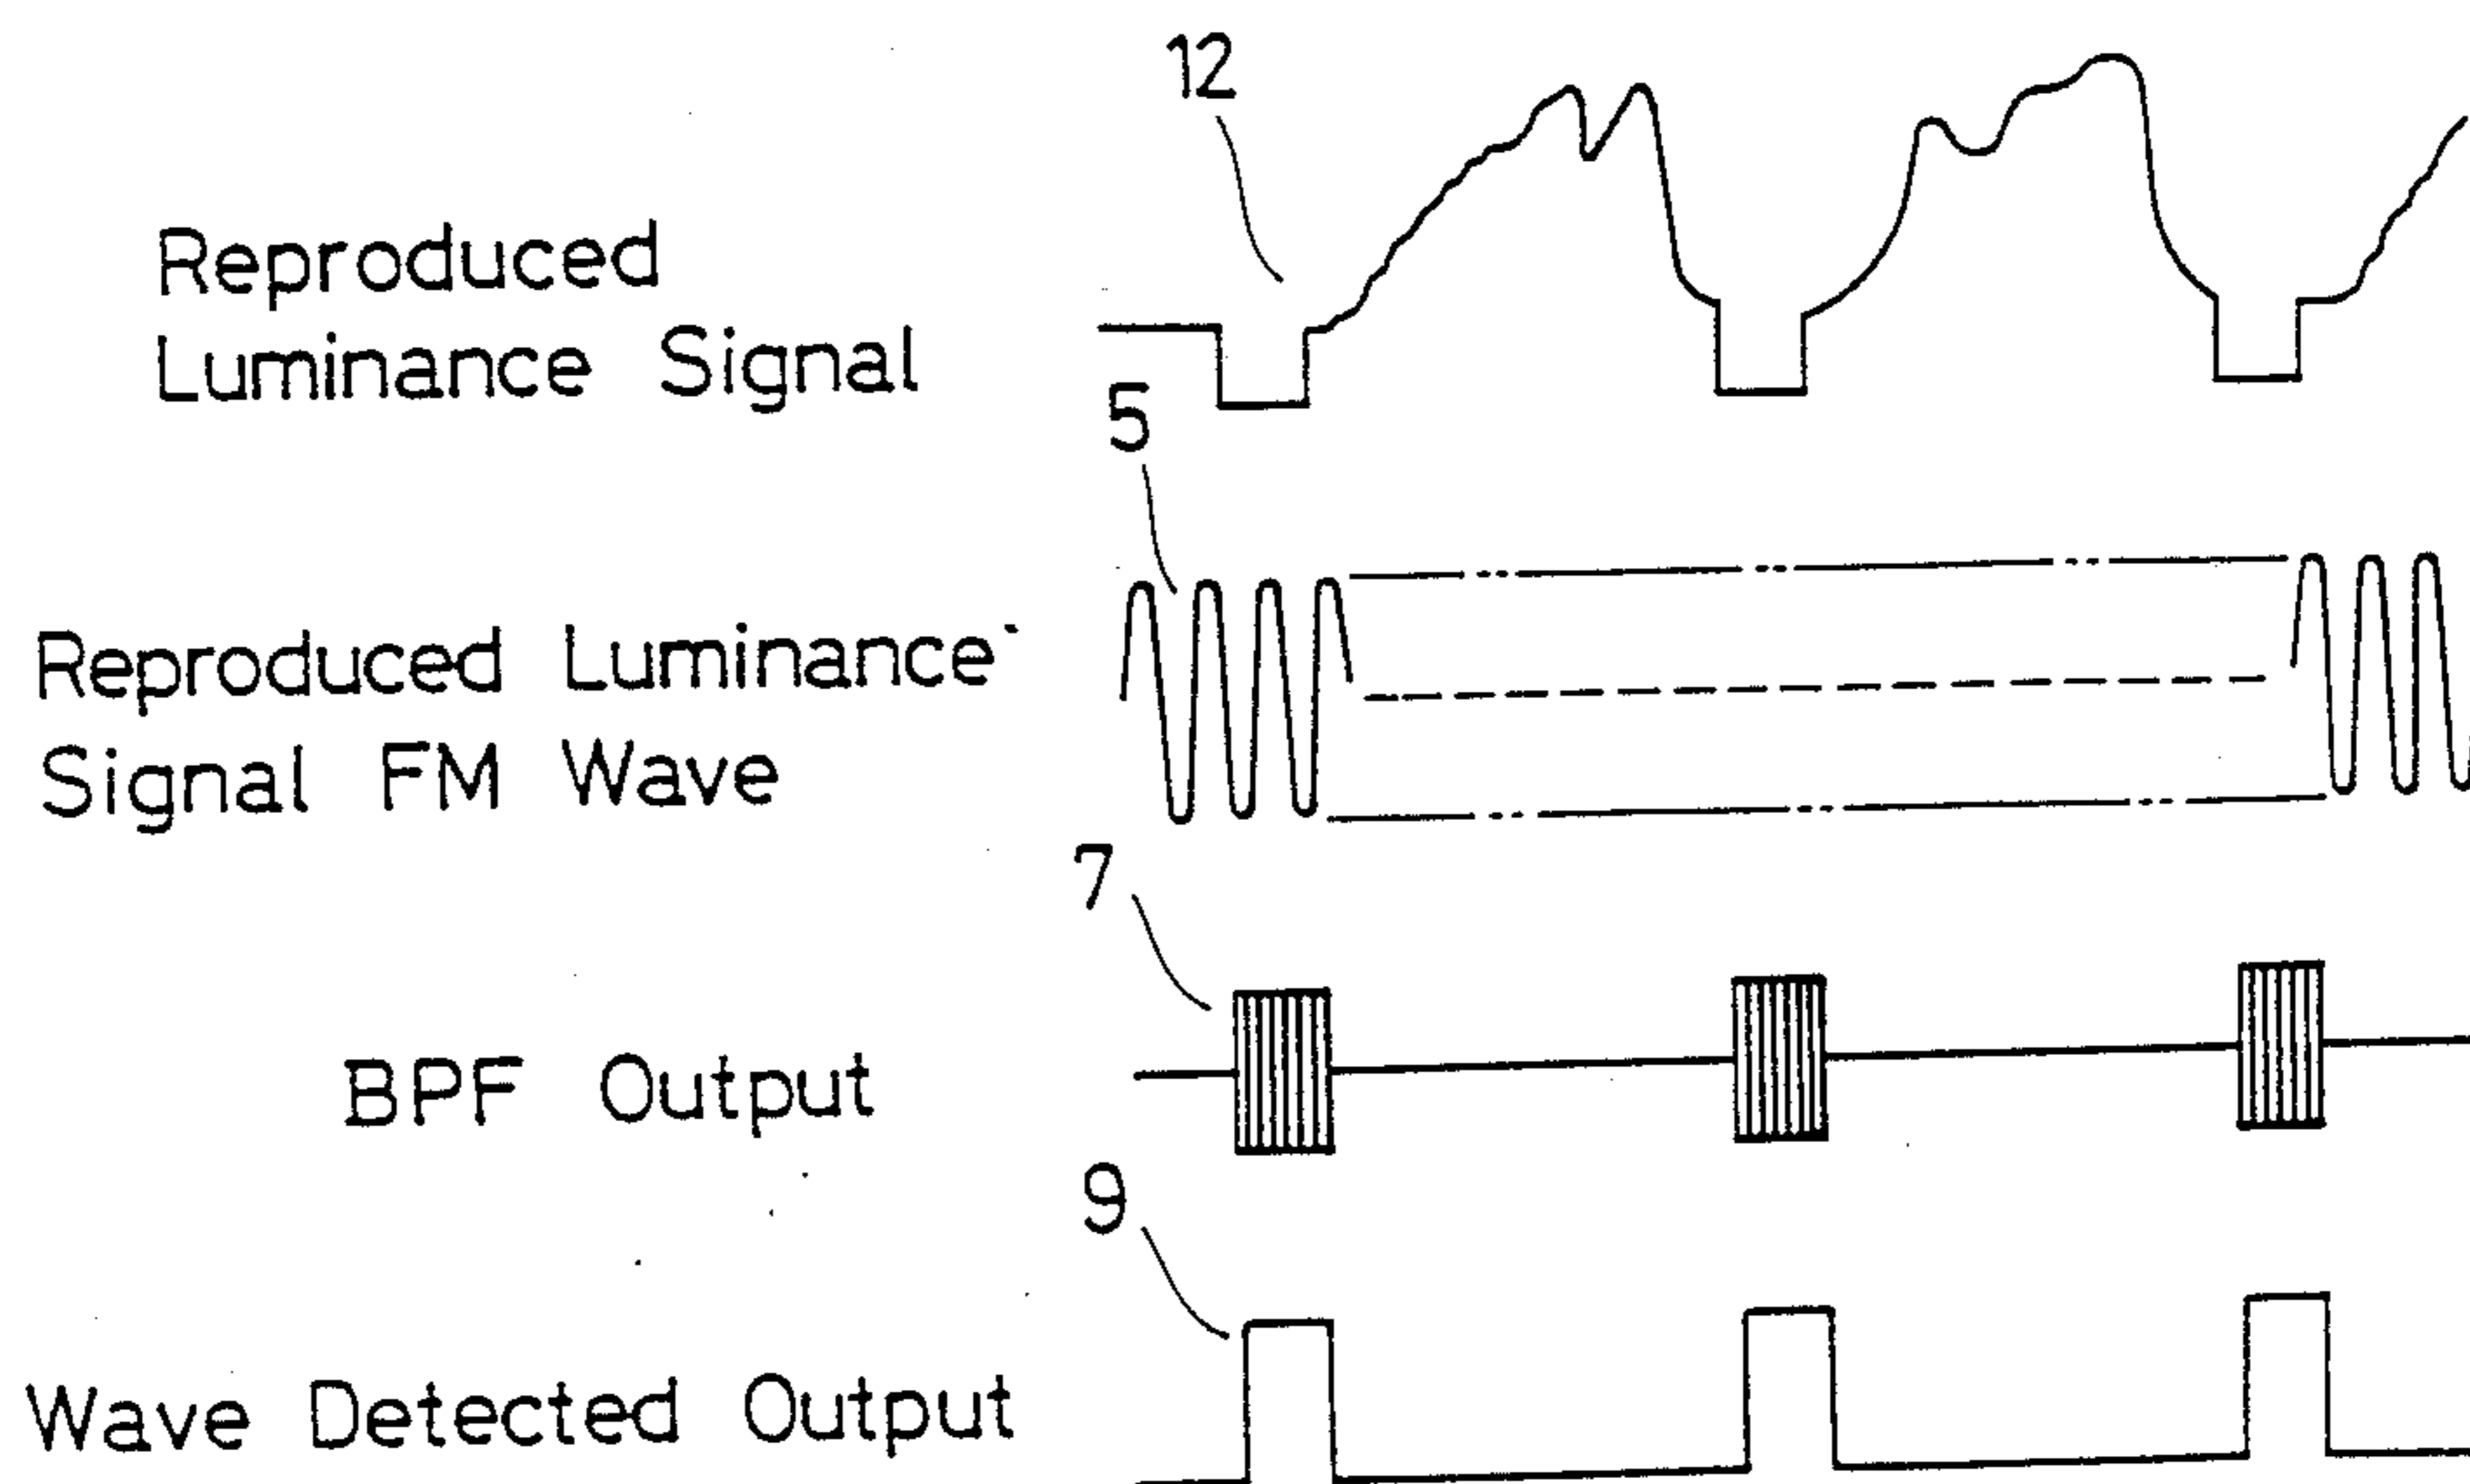 12
Reproduced
Luminance Signal
5
Reproduced Luminance
Signal FM Wave
7
BPF Output
9
Wave Detected Output